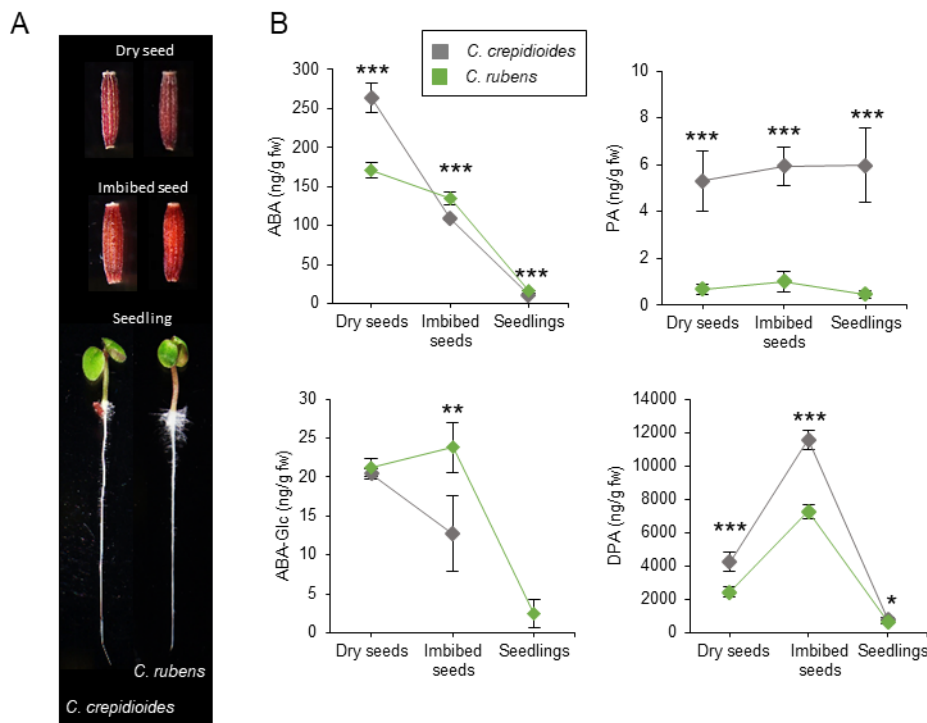 A
Dry seed
Imbibed seed
Seedling
C. rubens
C. crepidioides
B
C. crepidioides
C. rubens
ABA (ng/g fw)
300
250
200
150
100
50
0
***
***
***
Dry seeds
Imbibed
seeds
Seedlings
PA (ng/g fw)
10
8
6
4
2
0
***
***
***
Dry seeds
Imbibed
seeds
Seedlings
ABA-Glc (ng/g fw)
30
25
20
15
10
5
0
**
Dry seeds
Imbibed
seeds
Seedlings
DPA (ng/g fw)
14000
12000
10000
8000
6000
4000
2000
0
***
***
*
Dry seeds
Imbibed
seeds
Seedlings